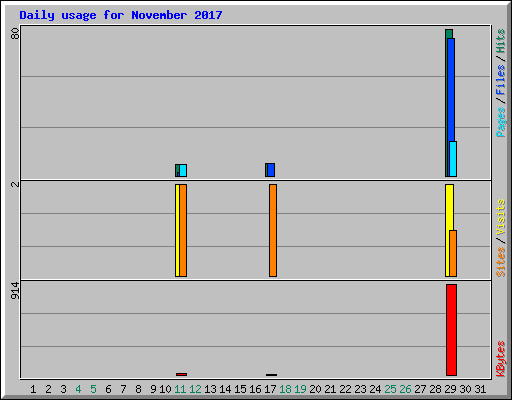 Daily usage for November 2017
80
2
914
Pages / Files / Hits
Sites / Visits
KBytes
1 2 3 4 5 6 7 8 9 10 11 12 13 14 15 16 17 18 19 20 21 22 23 24 25 26 27 28 29 30 31